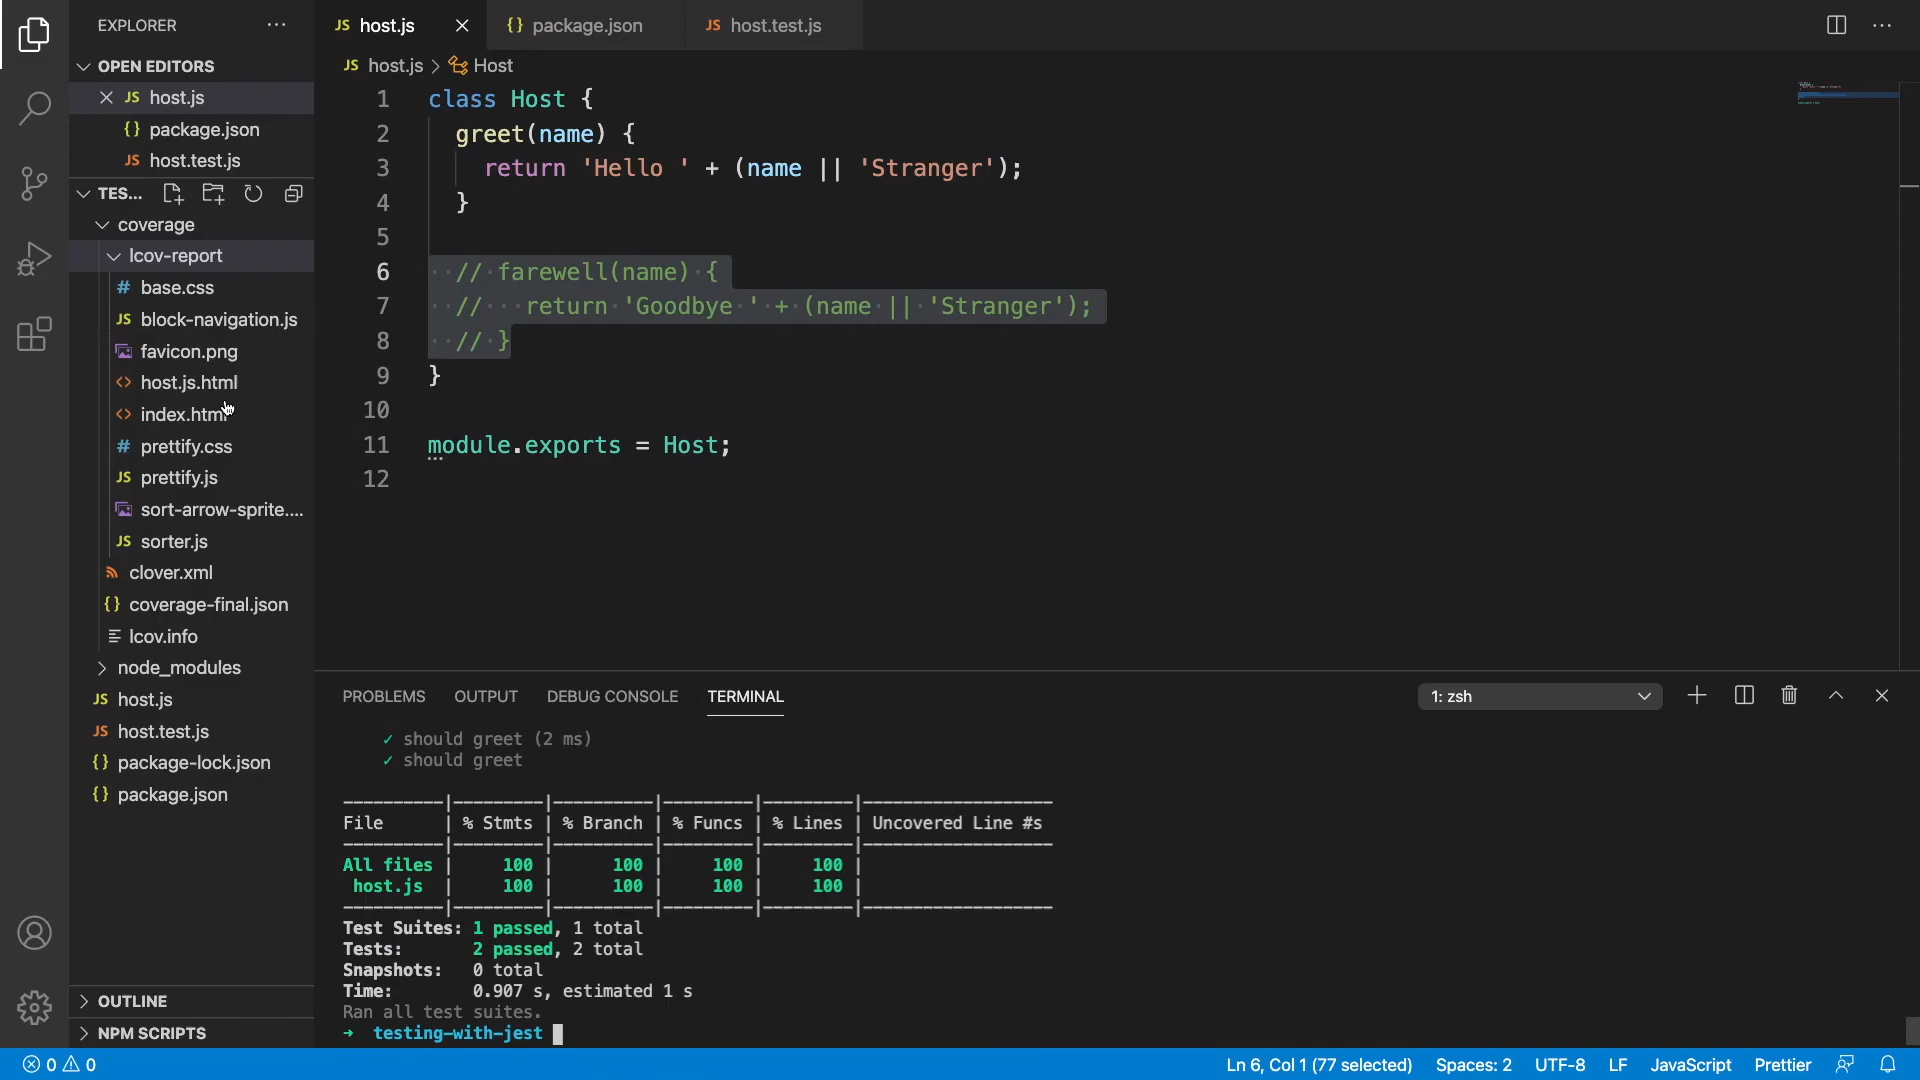 EXPLORER
OPEN EDITORS
JS host.js
{} package.json
JS host.test.js
TES...
coverage
lcov-report
# base.css
JS block-navigation.js
favicon.png
<> host.js.html
<> index.html
# prettify.css
JS prettify.js
sort-arrow-sprite....
JS sorter.js
clover.xml
{} coverage-final.json
lcov.info
node_modules
JS host.js
JS host.test.js
{} package-lock.json
{} package.json
OUTLINE
NPM SCRIPTS
JS host.js
{} package.json
JS host.test.js
JS host.js > Host
1 class Host {
2 greet(name) {
3 return 'Hello ' + (name || 'Stranger');
4 }
5
6 // farewell(name) {
7 // return 'Goodbye ' + (name || 'Stranger');
8 // }
9 }
10
11 module.exports = Host;
12
PROBLEMS OUTPUT DEBUG CONSOLE TERMINAL
1: zsh
✓ should greet (2 ms)
✓ should greet
----------|---------|----------|---------|---------|-------------------
File | % Stmts | % Branch | % Funcs | % Lines | Uncovered Line #s
----------|---------|----------|---------|---------|-------------------
All files | 100 | 100 | 100 | 100 |
host.js | 100 | 100 | 100 | 100 |
----------|---------|----------|---------|---------|-------------------
Test Suites: 1 passed, 1 total
Tests: 2 passed, 2 total
Snapshots: 0 total
Time: 0.907 s, estimated 1 s
Ran all test suites.
→ testing-with-jest
0 0
Ln 6, Col 1 (77 selected) Spaces: 2 UTF-8 LF JavaScript Prettier